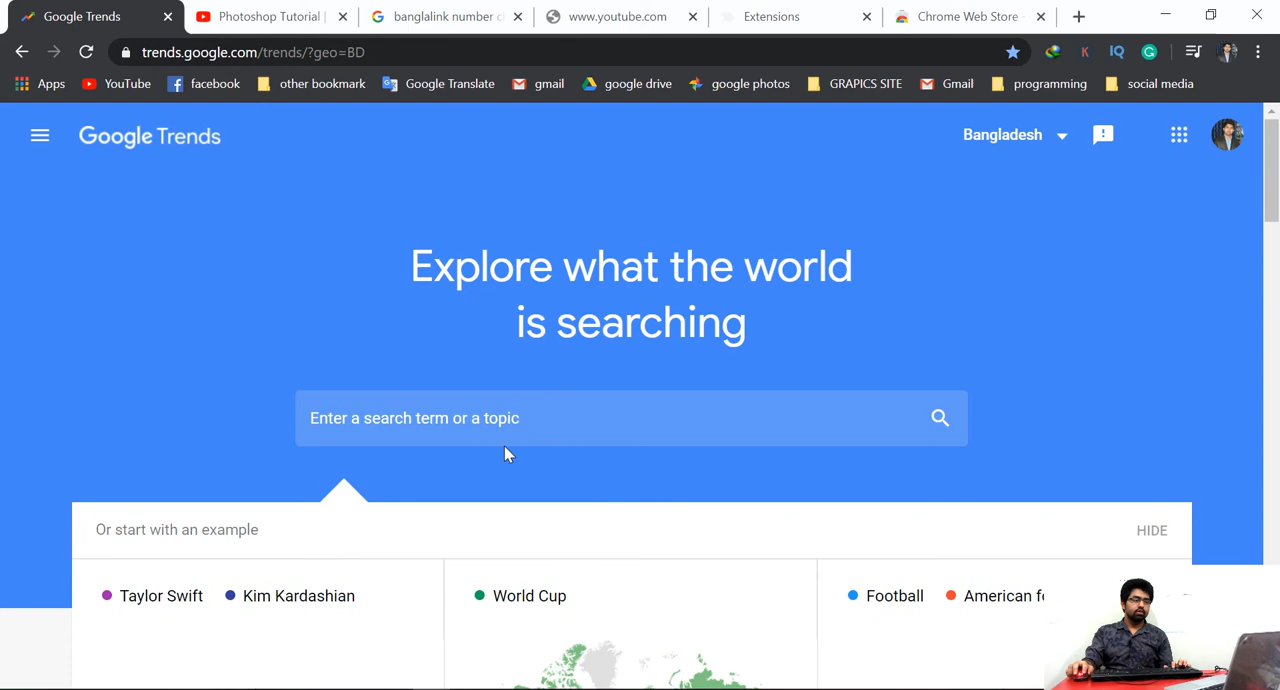 Google Trends
Photoshop Tutorial |
banglalink number c
www.youtube.com
Extensions
Chrome Web Store -
trends.google.com/trends/?geo=BD
Apps
YouTube
facebook
other bookmark
Google Translate
gmail
google drive
google photos
GRAPICS SITE
Gmail
programming
social media
Google Trends
Bangladesh
Explore what the world
is searching
Enter a search term or a topic
Or start with an example
HIDE
Taylor Swift
Kim Kardashian
World Cup
Football
American fo